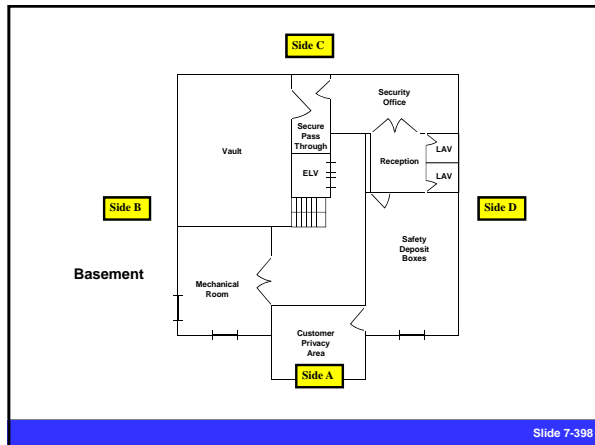 Side C
Security
Office
Secure
Pass
Through
Vault
LAV
Reception
ELV
LAV
Side B
Side D
Safety
Deposit
Boxes
Basement
Mechanical
Room
Customer
Privacy
Area
Side A
Slide 7-398